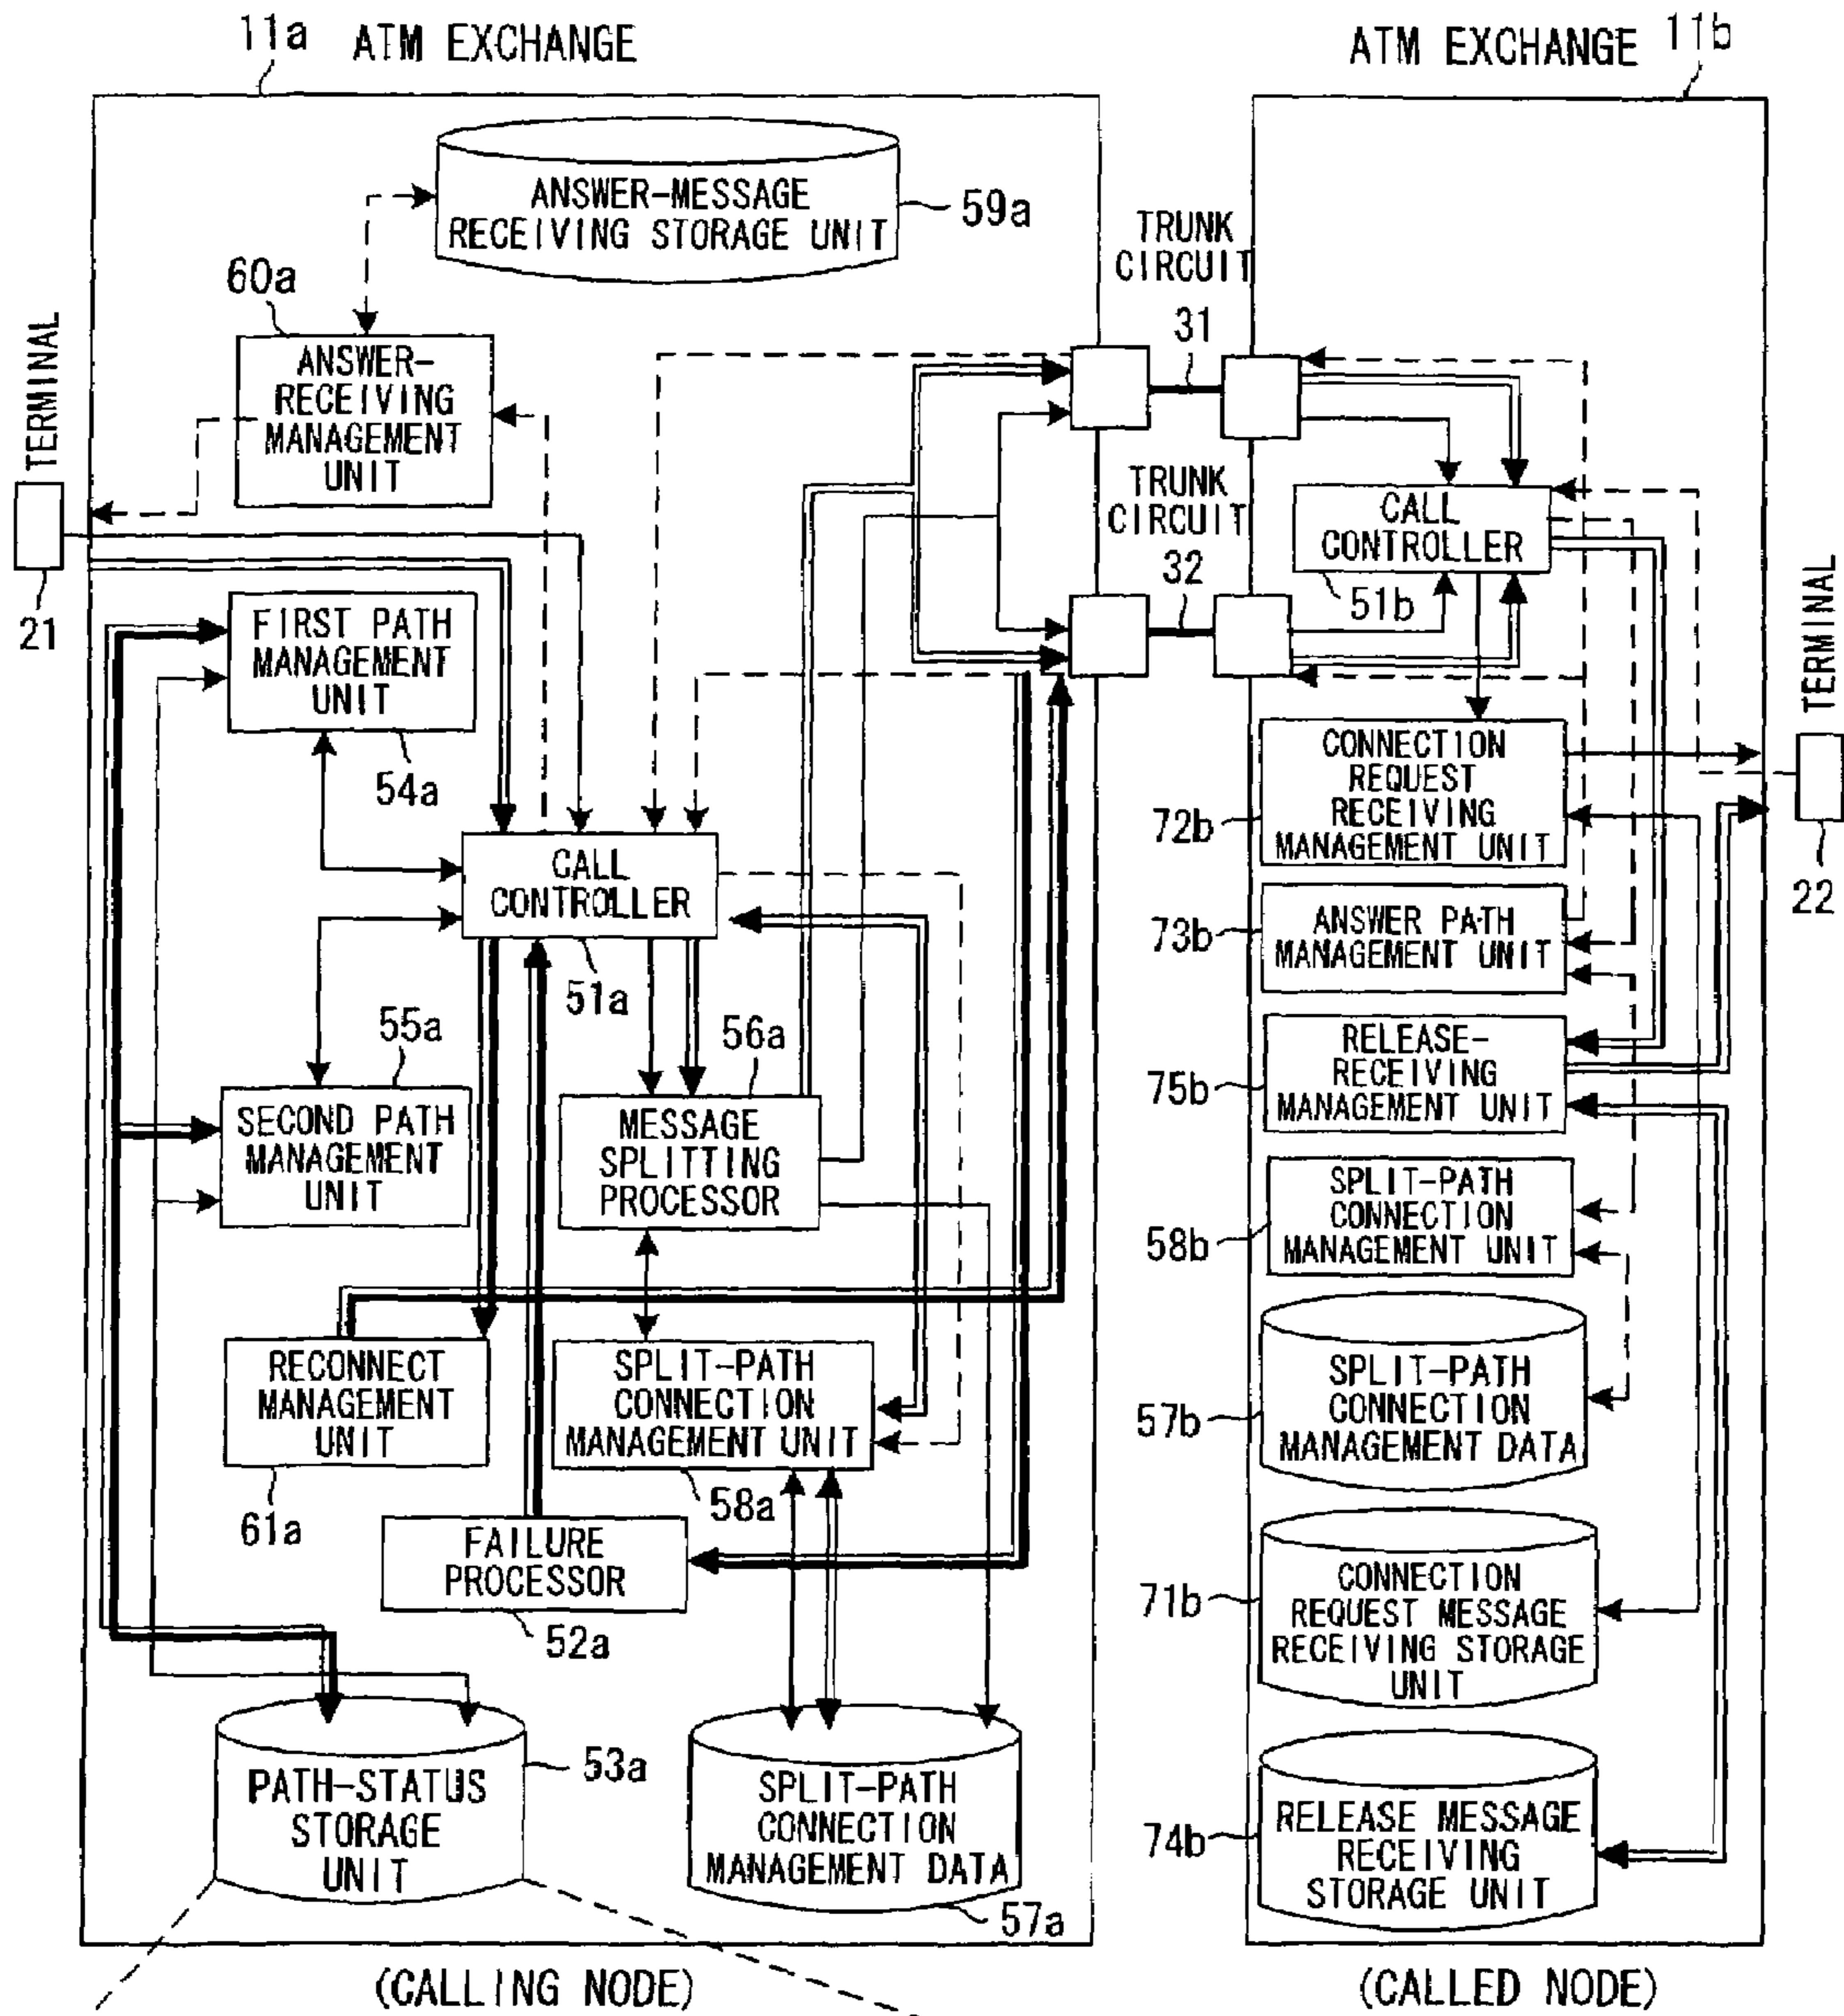 11a ATM EXCHANGE
ATM EXCHANGE 11b
ANSWER-MESSAGE
RECEIVING STORAGE UNIT
59a
TRUNK
CIRCUIT
31
60a
ANSWER-
RECEIVING
MANAGEMENT
UNIT
TERMINAL
21
TRUNK
CIRCUIT
32
CALL
CONTROLLER
51b
TERMINAL
22
FIRST PATH
MANAGEMENT
UNIT
54a
CONNECTION
REQUEST
RECEIVING
MANAGEMENT UNIT
72b
CALL
CONTROLLER
51a
ANSWER PATH
MANAGEMENT UNIT
73b
55a
SECOND PATH
MANAGEMENT
UNIT
56a
MESSAGE
SPLITTING
PROCESSOR
RELEASE-
RECEIVING
MANAGEMENT UNIT
75b
SPLIT-PATH
CONNECTION
MANAGEMENT UNIT
58b
RECONNECT
MANAGEMENT
UNIT
61a
SPLIT-PATH
CONNECTION
MANAGEMENT UNIT
58a
SPLIT-PATH
CONNECTION
MANAGEMENT DATA
57b
FAILURE
PROCESSOR
52a
CONNECTION
REQUEST MESSAGE
RECEIVING STORAGE
UNIT
71b
PATH-STATUS
STORAGE
UNIT
53a
SPLIT-PATH
CONNECTION
MANAGEMENT DATA
57a
RELEASE MESSAGE
RECEIVING
STORAGE UNIT
74b
(CALLING NODE)
(CALLED NODE)